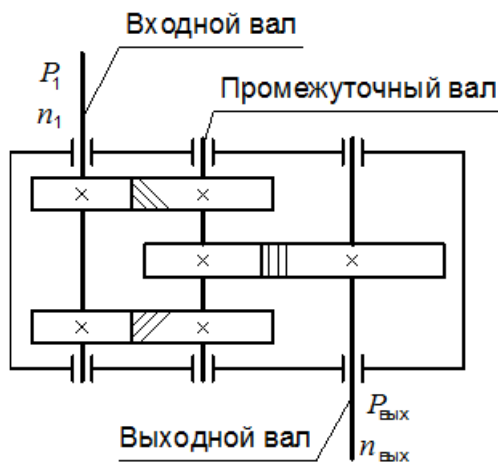 Входной вал
P₁
n₁
Промежуточный вал
Pвых
Выходной вал
nвых